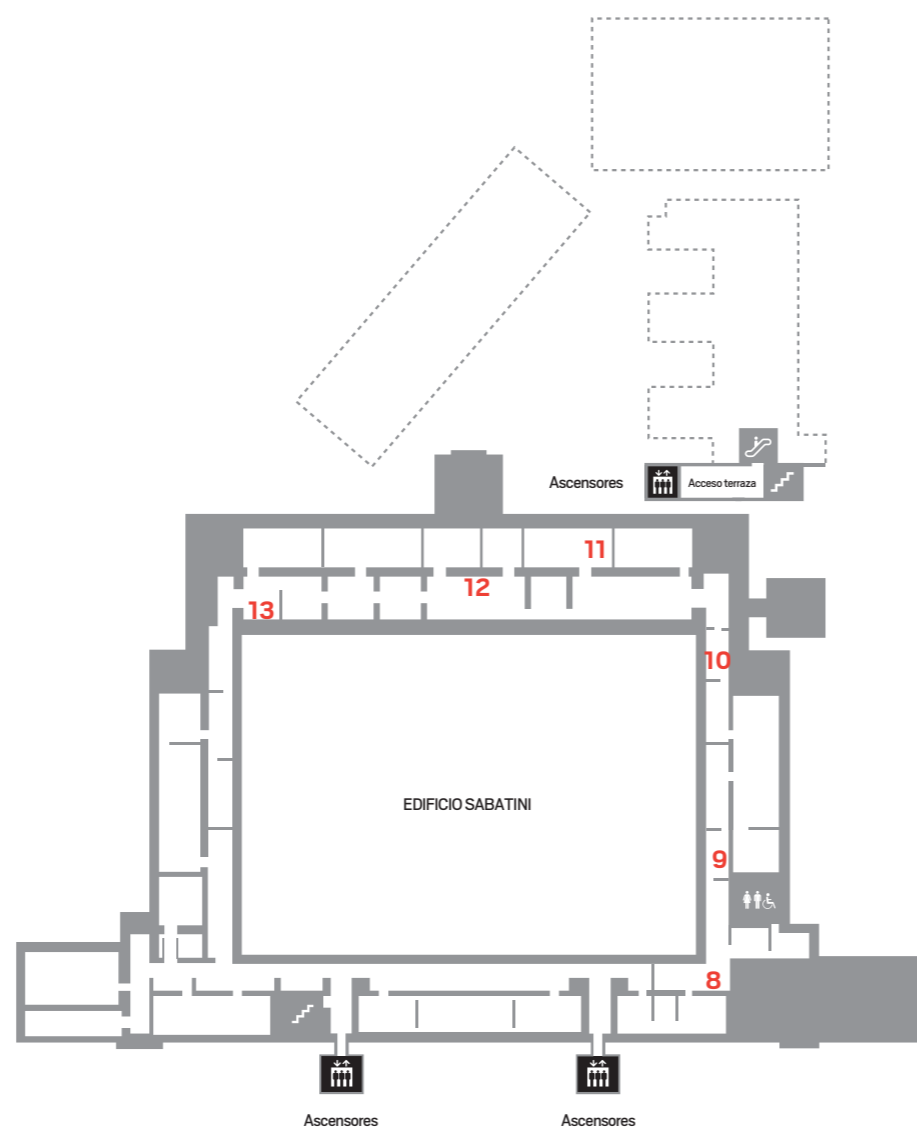 Ascensores
Acceso terraza
11
12
13
10
EDIFICIO SABATINI
9
8
Ascensores
Ascensores